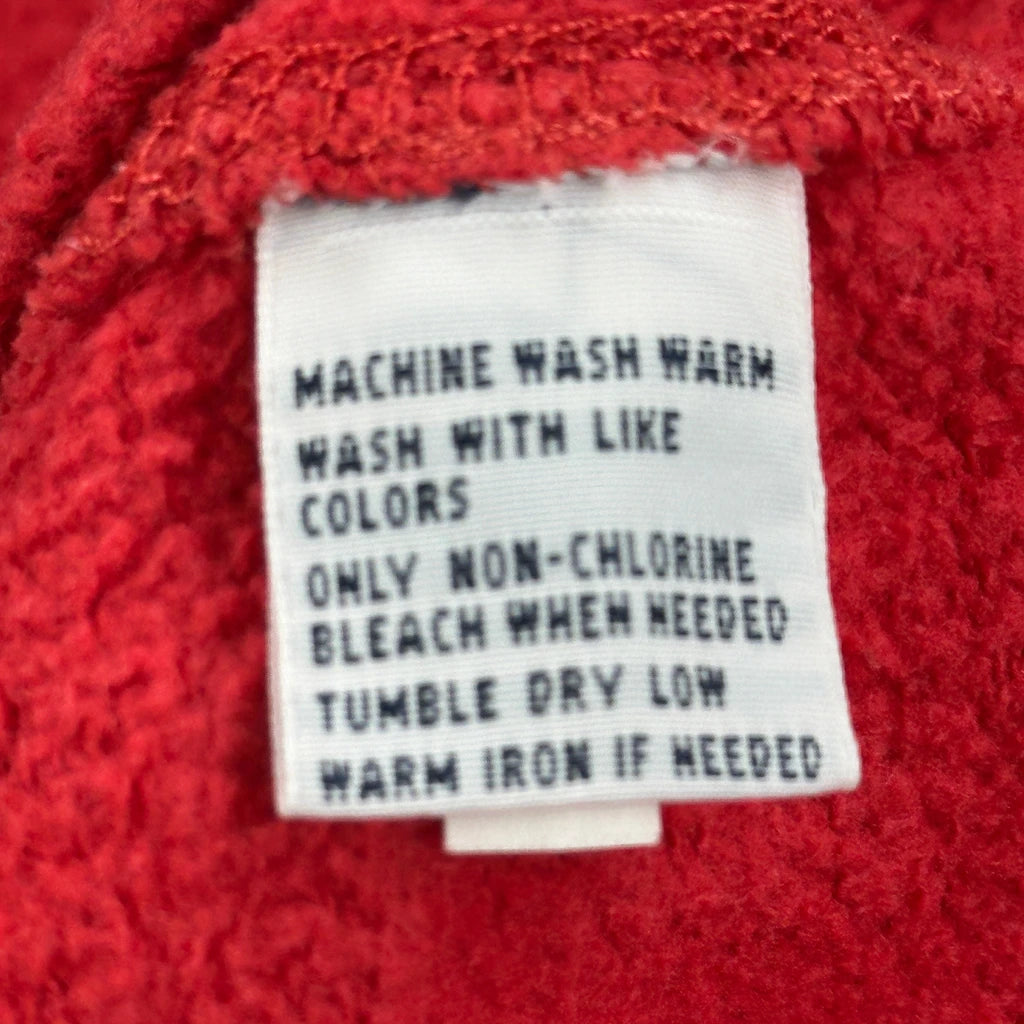 MACHINE WASH WARM
WASH WITH LIKE
COLORS
ONLY NON-CHLORINE
BLEACH WHEN NEEDED
TUMBLE DRY LOW
WARM IRON IF NEEDED